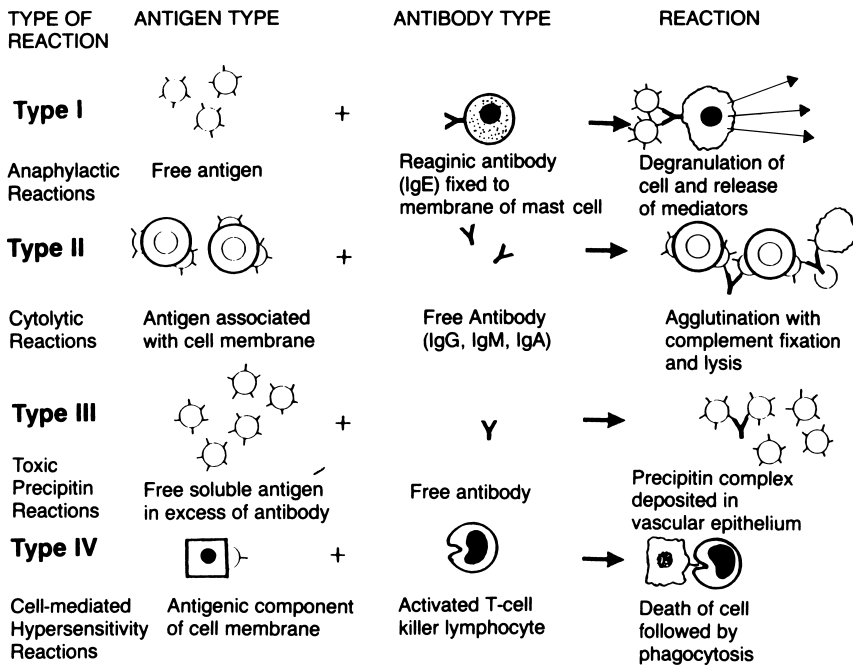 TYPE OF REACTION
ANTIGEN TYPE
ANTIBODY TYPE
REACTION
Type I
+
Anaphylactic
Reactions
Free antigen
Reaginic antibody
(IgE) fixed to
membrane of mast cell
Degranulation of
cell and release
of mediators
Type II
+
Cytolytic
Reactions
Antigen associated
with cell membrane
Free Antibody
(IgG, IgM, IgA)
Agglutination with
complement fixation
and lysis
Type III
+
Toxic
Precipitin
Reactions
Free soluble antigen
in excess of antibody
Free antibody
Precipitin complex
deposited in
vascular epithelium
Type IV
+
Cell-mediated
Hypersensitivity
Reactions
Antigenic component
of cell membrane
Activated T-cell
killer lymphocyte
Death of cell
followed by
phagocytosis